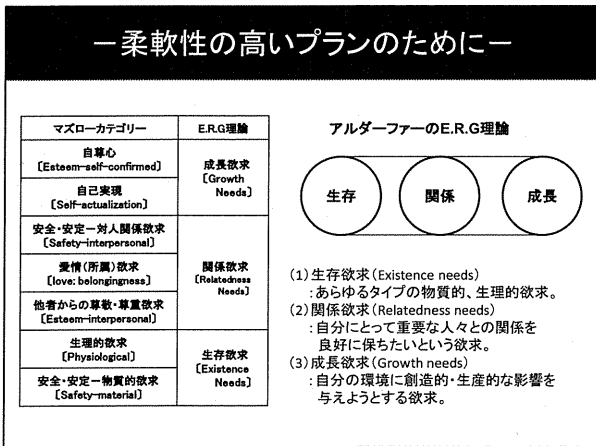 －柔軟性の高いプランのために－
マズローカテゴリー
E.R.G理論
自尊心
〔Esteem-self-confirmed〕
自己実現
〔Self-actualization〕
成長欲求
〔Growth
Needs〕
安全・安定－対人関係欲求
〔Safety-interpersonal〕
愛情(所属)欲求
〔love: belongingness〕
他者からの尊敬・尊重欲求
〔Esteem-interpersonal〕
関係欲求
〔Relatedness
Needs〕
生理的欲求
〔Physiological〕
安全・安定－物質的欲求
〔Safety-material〕
生存欲求
〔Existence
Needs〕
アルダーファーのE.R.G理論
生存
関係
成長
(1)生存欲求(Existence needs)
：あらゆるタイプの物質的、生理的欲求。
(2)関係欲求(Relatedness needs)
：自分にとって重要な人々との関係を
良好に保ちたいという欲求。
(3)成長欲求(Growth needs)
：自分の環境に創造的・生産的な影響を
与えようとする欲求。